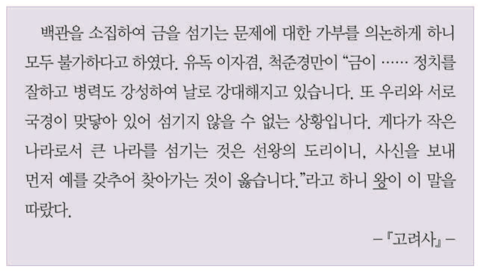 백관을 소집하여 금을 섬기는 문제에 대한 가부를 의논하게 하니
모두 불가하다고 하였다. 유독 이자겸, 척준경만이 “금이 …… 정치를
잘하고 병력도 강성하여 날로 강대해지고 있습니다. 또 우리와 서로
국경이 맞닿아 있어 섬기지 않을 수 없는 상황입니다. 게다가 작은
나라로서 큰 나라를 섬기는 것은 선왕의 도리이니, 사신을 보내
먼저 예를 갖추어 찾아가는 것이 옳습니다.”라고 하니 왕이 이 말을
따랐다.
– 『고려사』 –